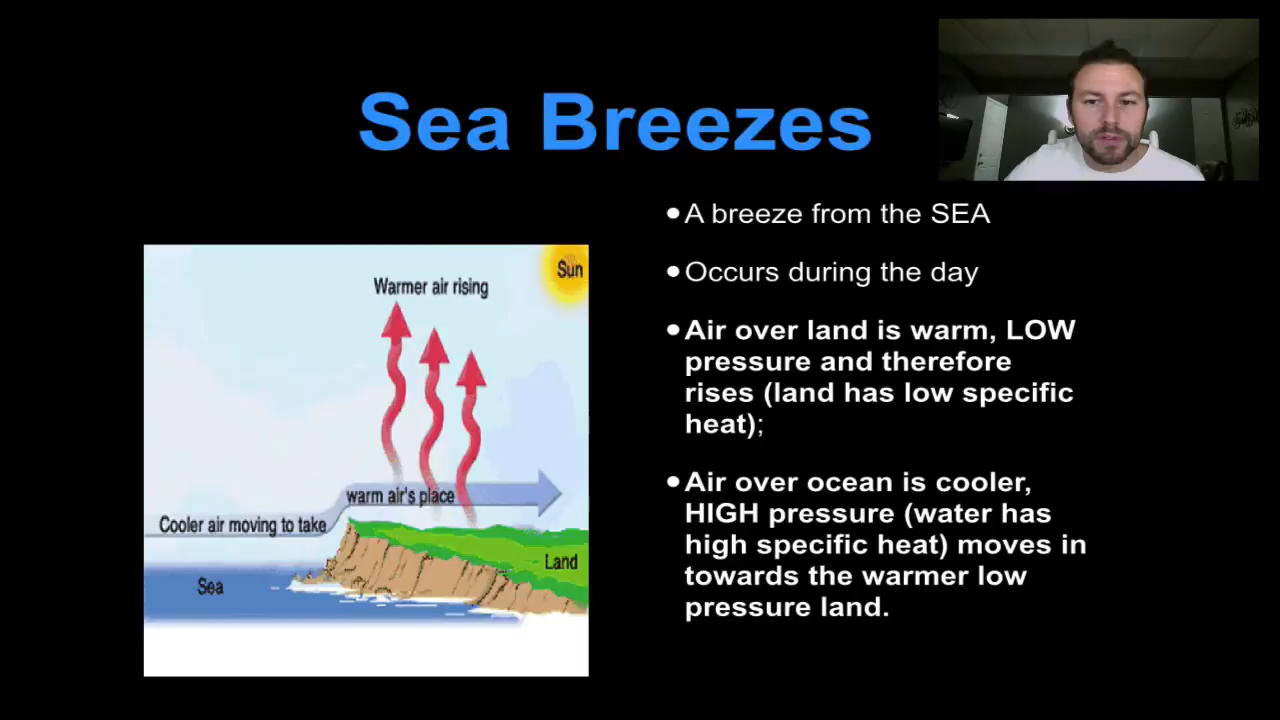 Sea Breezes
•A breeze from the SEA
•Occurs during the day
•Air over land is warm, LOW
pressure and therefore
rises (land has low specific
heat);
•Air over ocean is cooler,
HIGH pressure (water has
high specific heat) moves in
towards the warmer low
pressure land.
Sun
Warmer air rising
warm air's place
Cooler air moving to take
Land
Sea